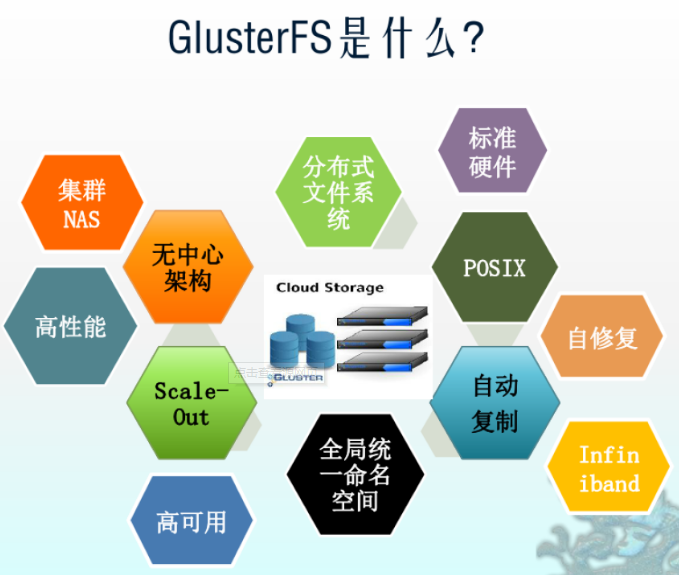 GlusterFS是什么?
标准
硬件
分布式
文件系
统
集群
NAS
无中心
架构
POSIX
Cloud Storage
高性能
自修复
GLUSTER
Scale-
Out
自动
复制
全局统
一命名
空间
Infin
iband
高可用